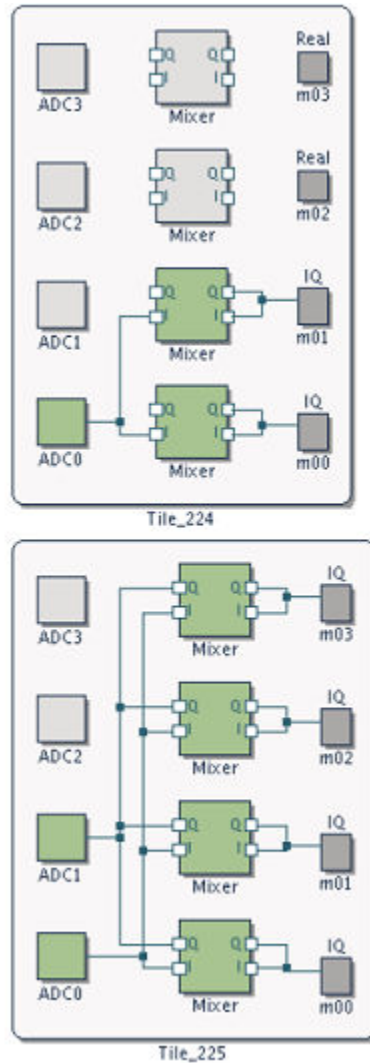 Real
Q Q
I I
ADC3
Mixer
m03
Real
Q Q
I I
ADC2
Mixer
m02
IQ
Q Q
I I
ADC1
Mixer
m01
IQ
Q Q
I I
ADC0
Mixer
m00
Tile_224
IQ
Q Q
I I
ADC3
Mixer
m03
IQ
Q Q
I I
ADC2
Mixer
m02
IQ
Q Q
I I
ADC1
Mixer
m01
IQ
Q Q
I I
ADC0
Mixer
m00
Tile_225